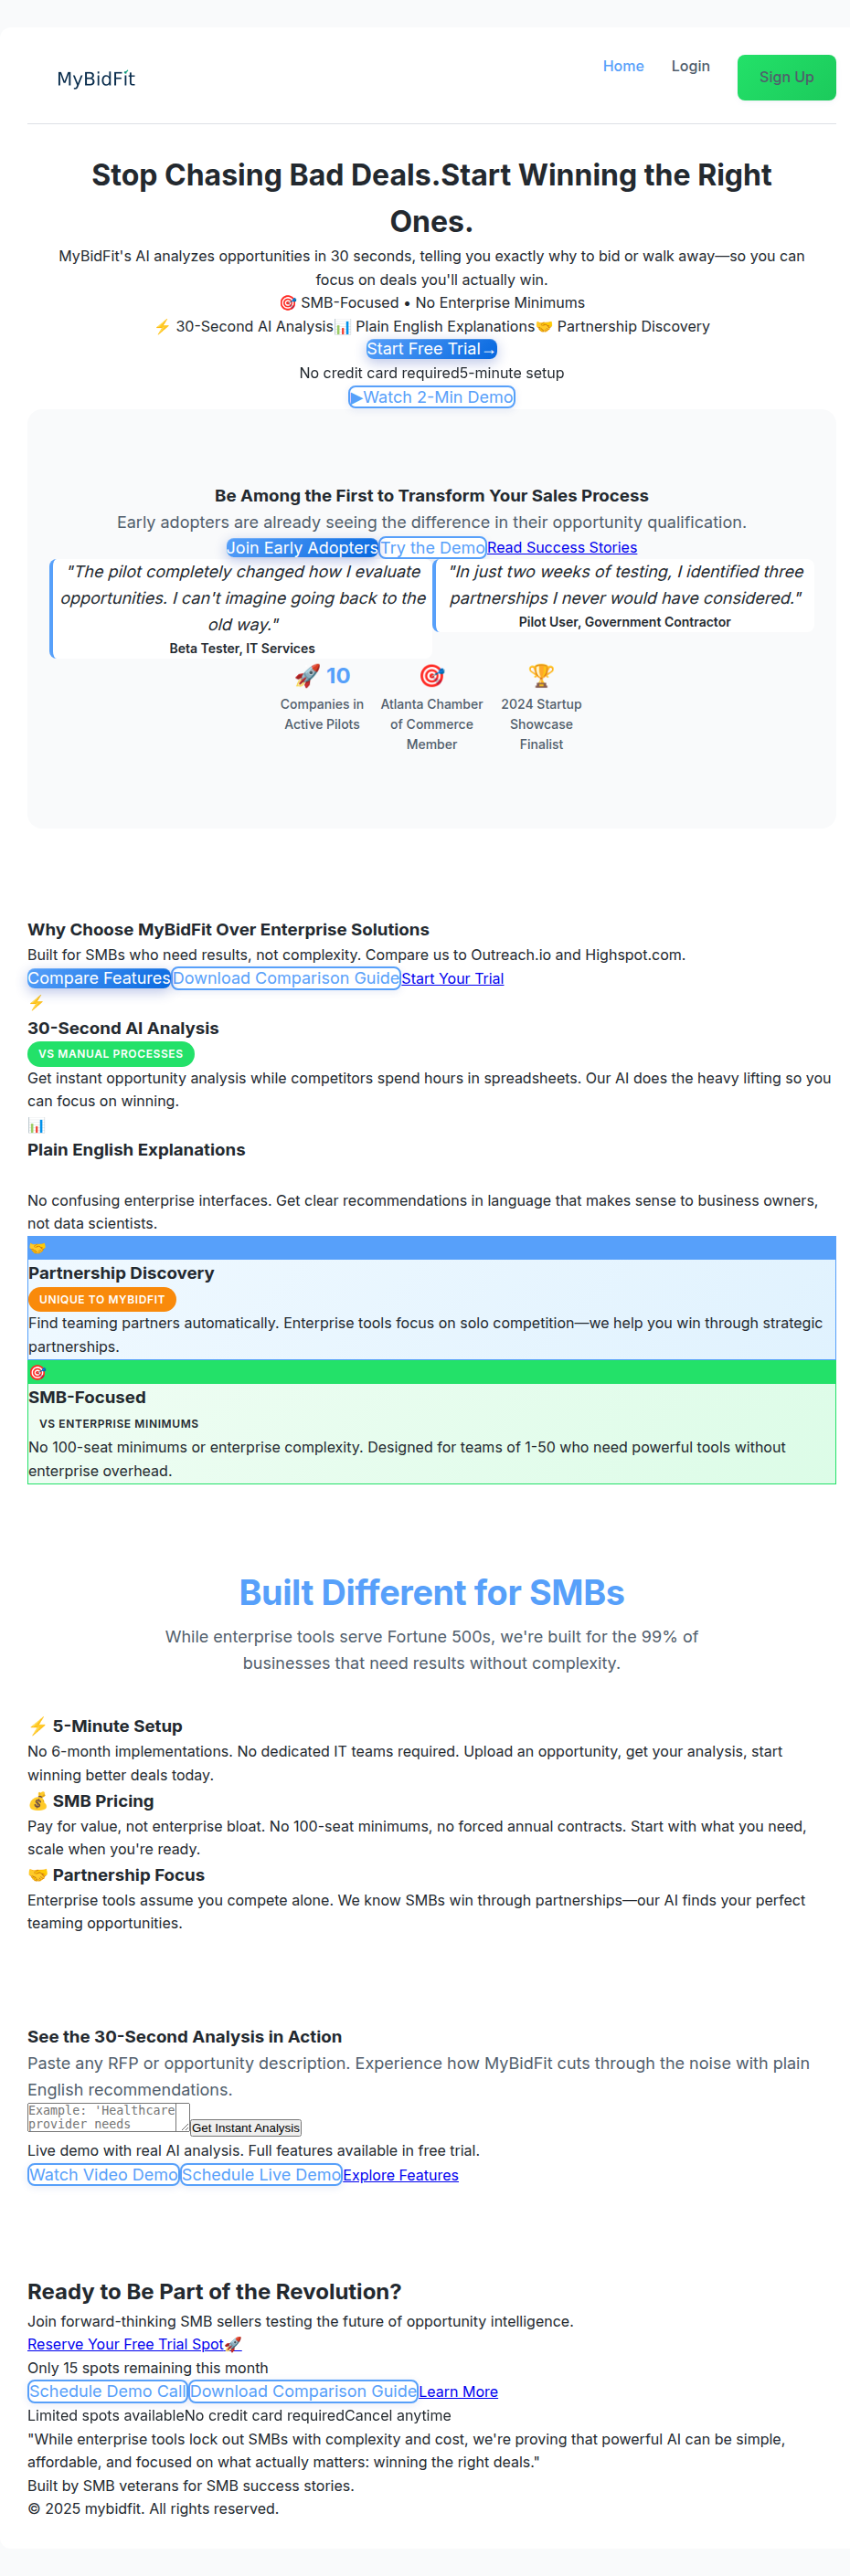 MyBidFit
Home Login Sign Up
Stop Chasing Bad Deals.Start Winning the Right
Ones.
MyBidFit's AI analyzes opportunities in 30 seconds, telling you exactly why to bid or walk away—so you can
focus on deals you'll actually win.
🎯 SMB-Focused • No Enterprise Minimums
⚡ 30-Second AI Analysis📊 Plain English Explanations🤝 Partnership Discovery
Start Free Trial→
No credit card required5-minute setup
▶Watch 2-Min Demo
Be Among the First to Transform Your Sales Process
Early adopters are already seeing the difference in their opportunity qualification.
Join Early Adopters Try the Demo Read Success Stories
"The pilot completely changed how I evaluate
opportunities. I can't imagine going back to the
old way."
Beta Tester, IT Services
"In just two weeks of testing, I identified three
partnerships I never would have considered."
Pilot User, Government Contractor
🚀 10
Companies in
Active Pilots
🎯
Atlanta Chamber
of Commerce
Member
🏆
2024 Startup
Showcase
Finalist
Why Choose MyBidFit Over Enterprise Solutions
Built for SMBs who need results, not complexity. Compare us to Outreach.io and Highspot.com.
Compare Features Download Comparison Guide Start Your Trial
⚡
30-Second AI Analysis
VS MANUAL PROCESSES
Get instant opportunity analysis while competitors spend hours in spreadsheets. Our AI does the heavy lifting so you
can focus on winning.
📊
Plain English Explanations
No confusing enterprise interfaces. Get clear recommendations in language that makes sense to business owners,
not data scientists.
🤝
Partnership Discovery
UNIQUE TO MYBIDFIT
Find teaming partners automatically. Enterprise tools focus on solo competition—we help you win through strategic
partnerships.
🎯
SMB-Focused
VS ENTERPRISE MINIMUMS
No 100-seat minimums or enterprise complexity. Designed for teams of 1-50 who need powerful tools without
enterprise overhead.
Built Different for SMBs
While enterprise tools serve Fortune 500s, we're built for the 99% of
businesses that need results without complexity.
⚡ 5-Minute Setup
No 6-month implementations. No dedicated IT teams required. Upload an opportunity, get your analysis, start
winning better deals today.
💰 SMB Pricing
Pay for value, not enterprise bloat. No 100-seat minimums, no forced annual contracts. Start with what you need,
scale when you're ready.
🤝 Partnership Focus
Enterprise tools assume you compete alone. We know SMBs win through partnerships—our AI finds your perfect
teaming opportunities.
See the 30-Second Analysis in Action
Paste any RFP or opportunity description. Experience how MyBidFit cuts through the noise with plain
English recommendations.
Example: 'Healthcare
provider needs
Get Instant Analysis
Live demo with real AI analysis. Full features available in free trial.
Watch Video Demo Schedule Live Demo Explore Features
Ready to Be Part of the Revolution?
Join forward-thinking SMB sellers testing the future of opportunity intelligence.
Reserve Your Free Trial Spot🚀
Only 15 spots remaining this month
Schedule Demo Call Download Comparison Guide Learn More
Limited spots availableNo credit card requiredCancel anytime
"While enterprise tools lock out SMBs with complexity and cost, we're proving that powerful AI can be simple,
affordable, and focused on what actually matters: winning the right deals."
Built by SMB veterans for SMB success stories.
© 2025 mybidfit. All rights reserved.